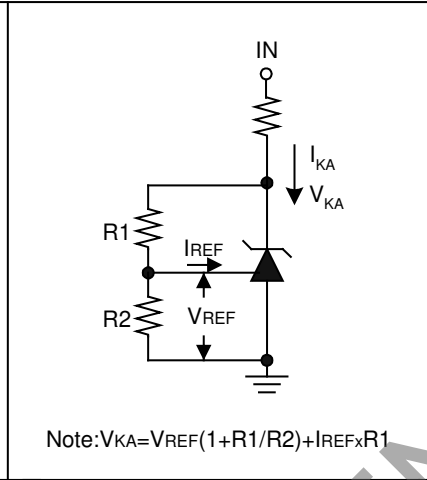 IN
IKA
VKA
R1
IREF
R2
VREF
Note:VKA=VREF(1+R1/R2)+IREFxR1